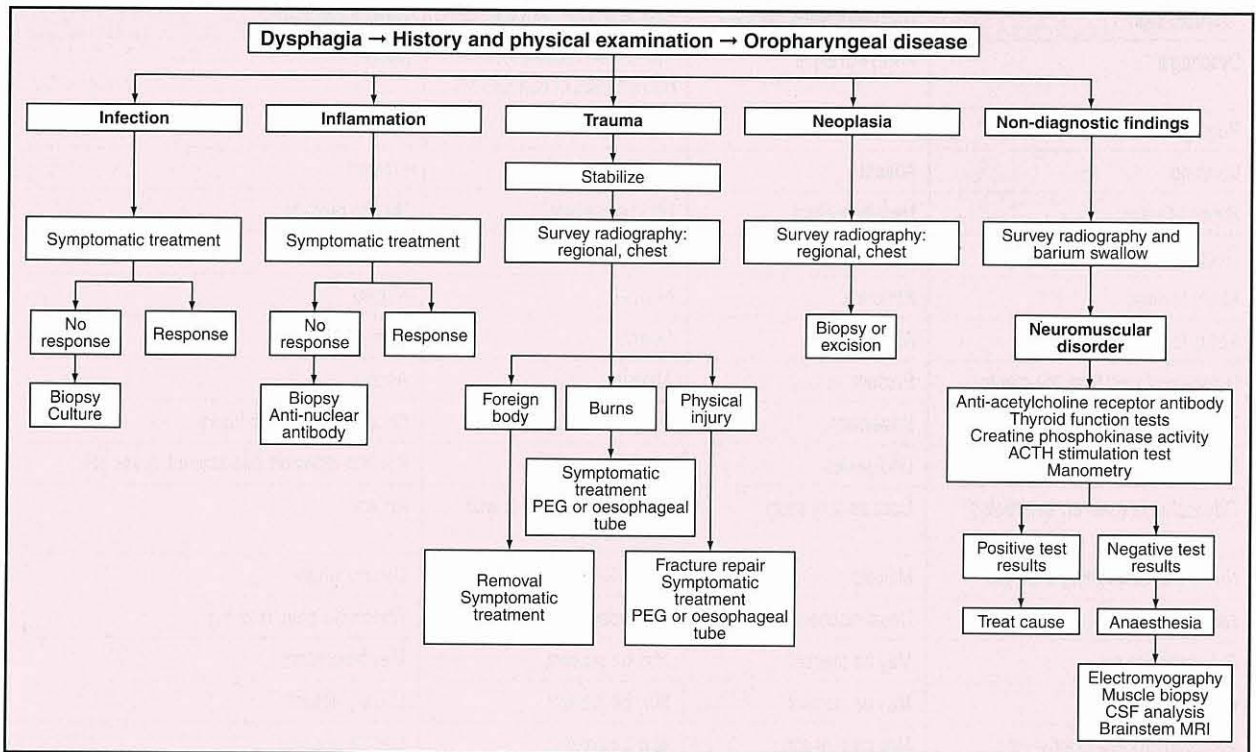 Dysphagia → History and physical examination → Oropharyngeal disease
Infection
Inflammation
Trauma
Neoplasia
Non-diagnostic findings
Stabilize
Symptomatic treatment
Symptomatic treatment
Survey radiography:
regional, chest
Survey radiography:
regional, chest
Survey radiography and
barium swallow
No
response
Response
No
response
Response
Biopsy or
excision
Neuromuscular
disorder
Biopsy
Culture
Biopsy
Anti-nuclear
antibody
Foreign
body
Burns
Physical
injury
Anti-acetylcholine receptor antibody
Thyroid function tests
Creatine phosphokinase activity
ACTH stimulation test
Manometry
Symptomatic
treatment
PEG or oesophageal
tube
Removal
Symptomatic
treatment
Fracture repair
Symptomatic
treatment
PEG or oesophageal
tube
Positive test
results
Negative test
results
Treat cause
Anaesthesia
Electromyography
Muscle biopsy
CSF analysis
Brainstem MRI